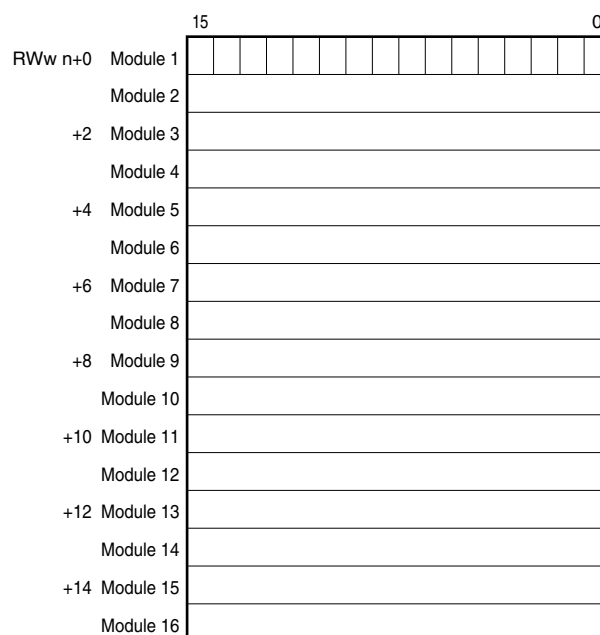 15 0
RWw n+0 Module 1
Module 2
+2 Module 3
Module 4
+4 Module 5
Module 6
+6 Module 7
Module 8
+8 Module 9
Module 10
+10 Module 11
Module 12
+12 Module 13
Module 14
+14 Module 15
Module 16